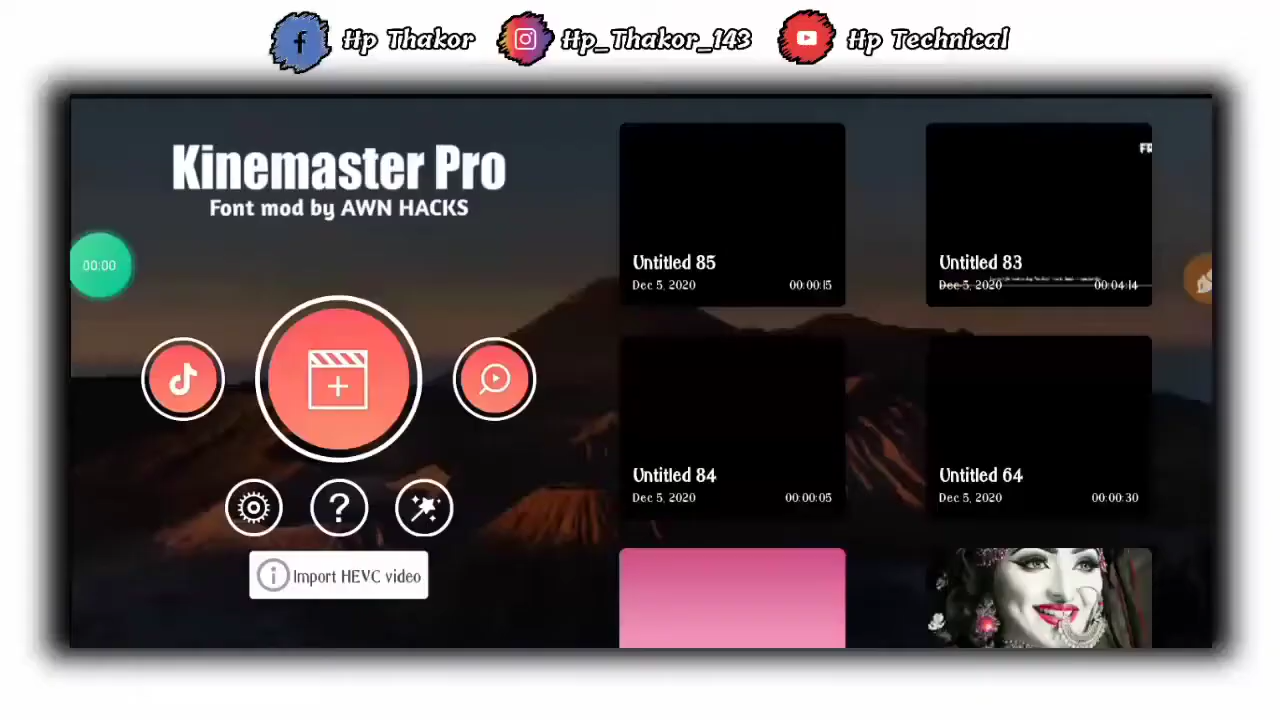 Hp Thakor
Hp_Thakor_143
Hp Technical
Kinemaster Pro
Font mod by AWN HACKS
00:00
Import HEVC video
Untitled 85
Dec 5, 2020
00:00:15
Untitled 83
Dec 5, 2020
00:04:14
Untitled 84
Dec 5, 2020
00:00:05
Untitled 64
Dec 5, 2020
00:00:30